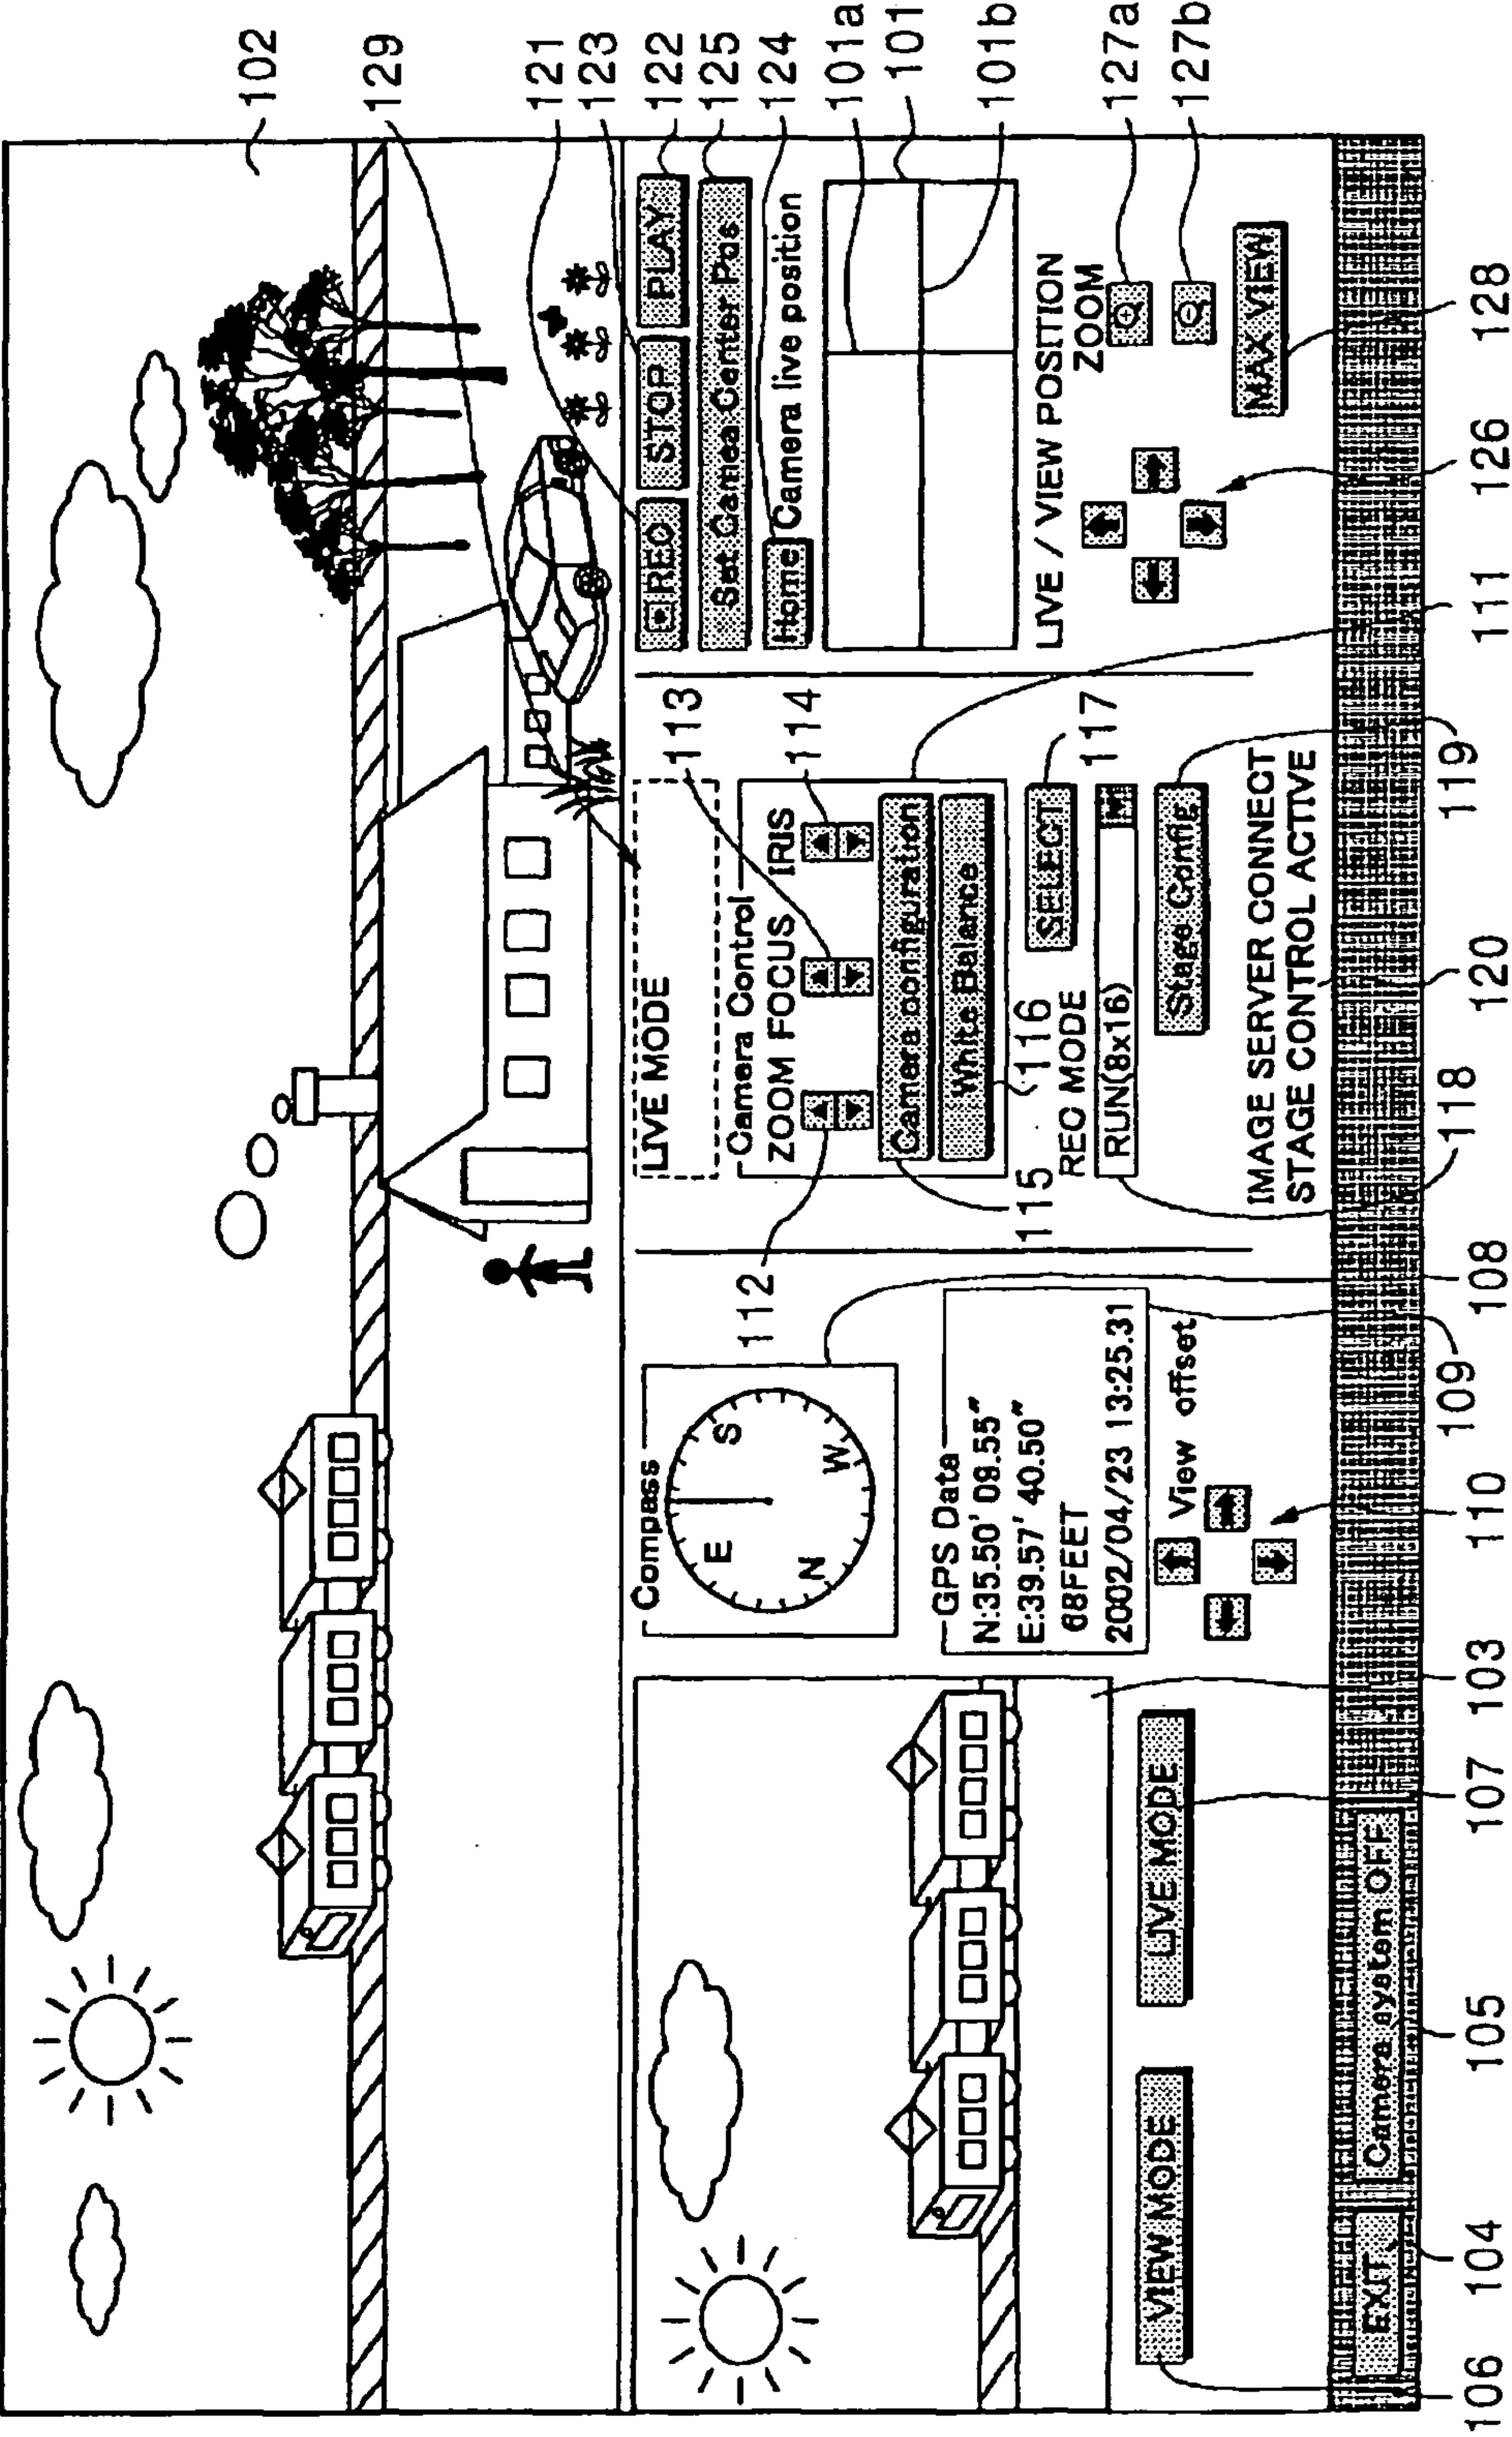 102
129
121
123
122
125
124
101a
101
101b
127a
127b
Compass
S
E
W
N
GPS Data
N:35.50' 09.55"
E:39.57' 40.50"
68FEET
2002/04/23 13:25.31
View offset
LIVE MODE
113
Camera Control
ZOOM FOCUS IRIS
114
112
Camera configuration
White Balance
115
116
SELECT
117
REC MODE
RUN(8x16)
Stage Config
IMAGE SERVER CONNECT
STAGE CONTROL ACTIVE
REC
STOP
PLAY
Set Camea Center Pos
Home
Camera live position
LIVE / VIEW POSITION
ZOOM
MAX VIEW
VIEW MODE
LIVE MODE
EXIT
Camera system OFF
106
104
105
107
103
110
109
108
118
120
119
111
126
128